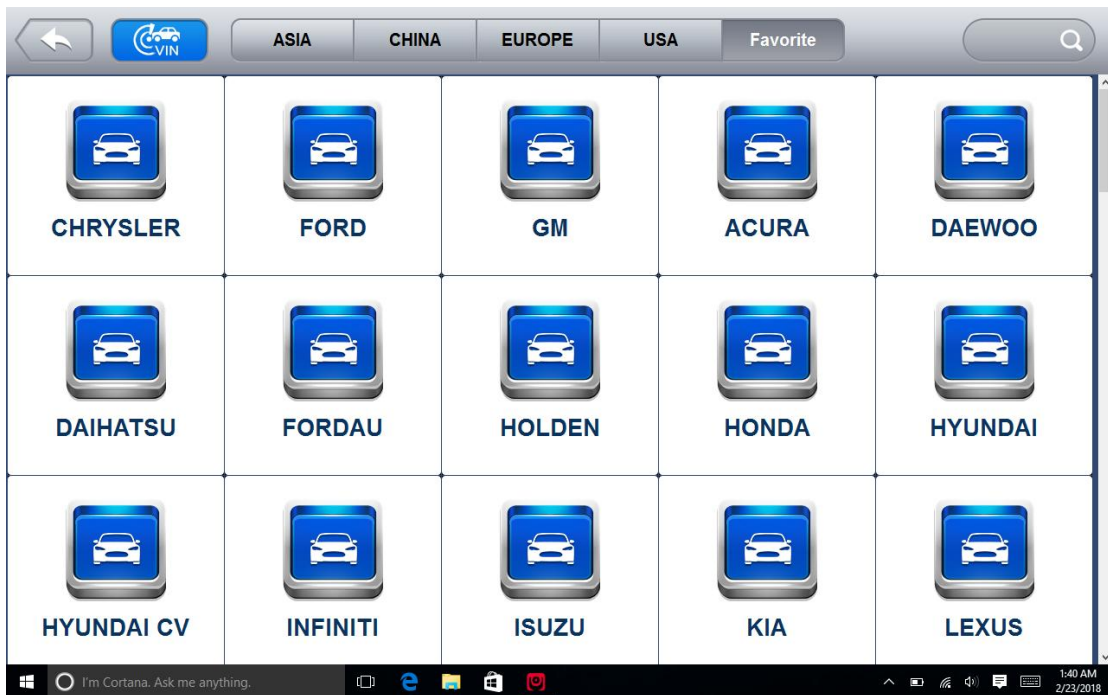 VIN ASIA CHINA EUROPE USA Favorite
CHRYSLER FORD GM ACURA DAEWOO
DAIHATSU FORDAU HOLDEN HONDA HYUNDAI
HYUNDAI CV INFINITI ISUZU KIA LEXUS
I'm Cortana. Ask me anything.
1:40 AM
2/23/2018